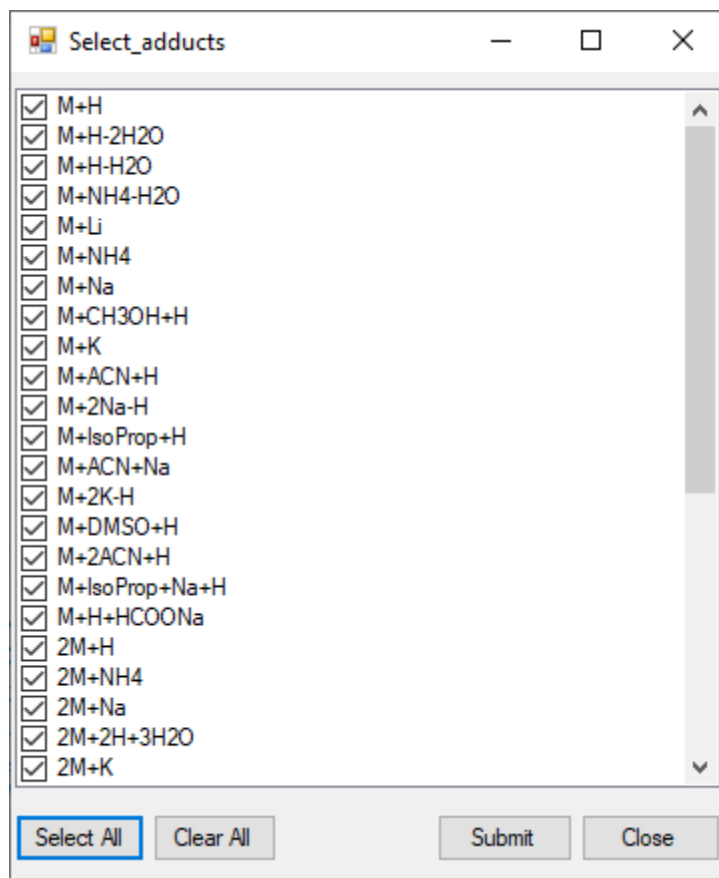 Select_adducts
M+H
M+H-2H2O
M+H-H2O
M+NH4-H2O
M+Li
M+NH4
M+Na
M+CH3OH+H
M+K
M+ACN+H
M+2Na-H
M+IsoProp+H
M+ACN+Na
M+2K-H
M+DMSO+H
M+2ACN+H
M+IsoProp+Na+H
M+H+HCOONa
2M+H
2M+NH4
2M+Na
2M+2H+3H2O
2M+K
Select All Clear All Submit Close